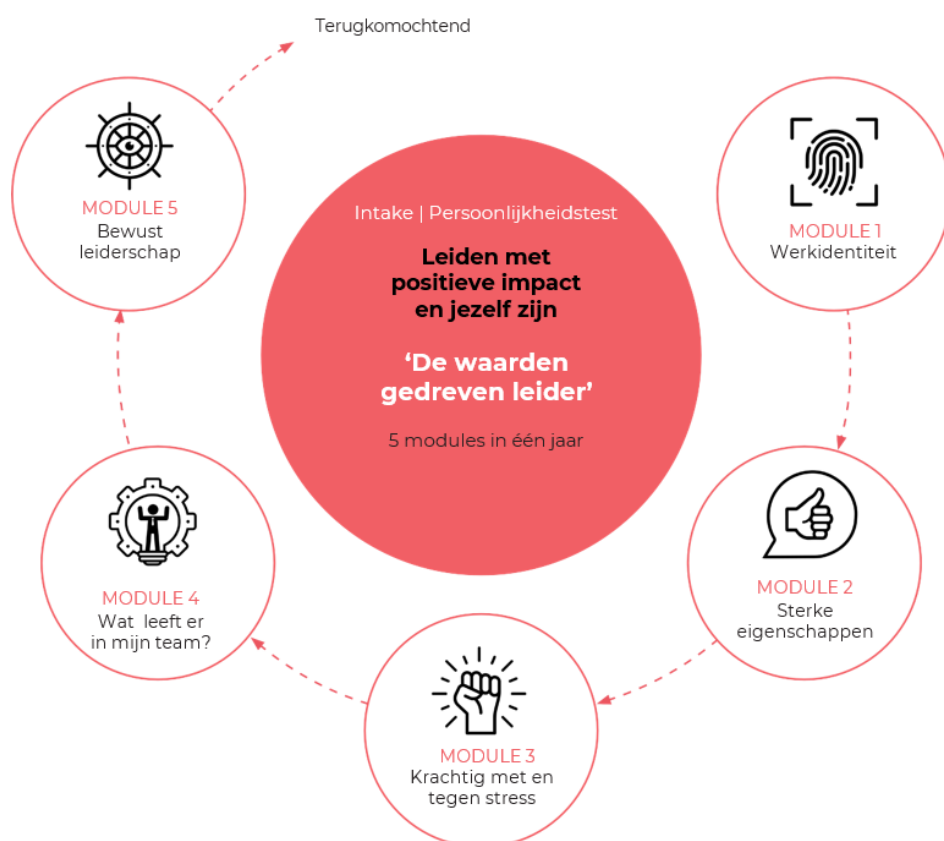 Terugkomochtend
Intake | Persoonlijkheidstest
Leiden met
positieve impact
en jezelf zijn
‘De waarden
gedreven leider’
5 modules in één jaar
MODULE 1
Werkidentiteit
MODULE 2
Sterke
eigenschappen
MODULE 3
Krachtig met en
tegen stress
MODULE 4
Wat leeft er
in mijn team?
MODULE 5
Bewust
leiderschap